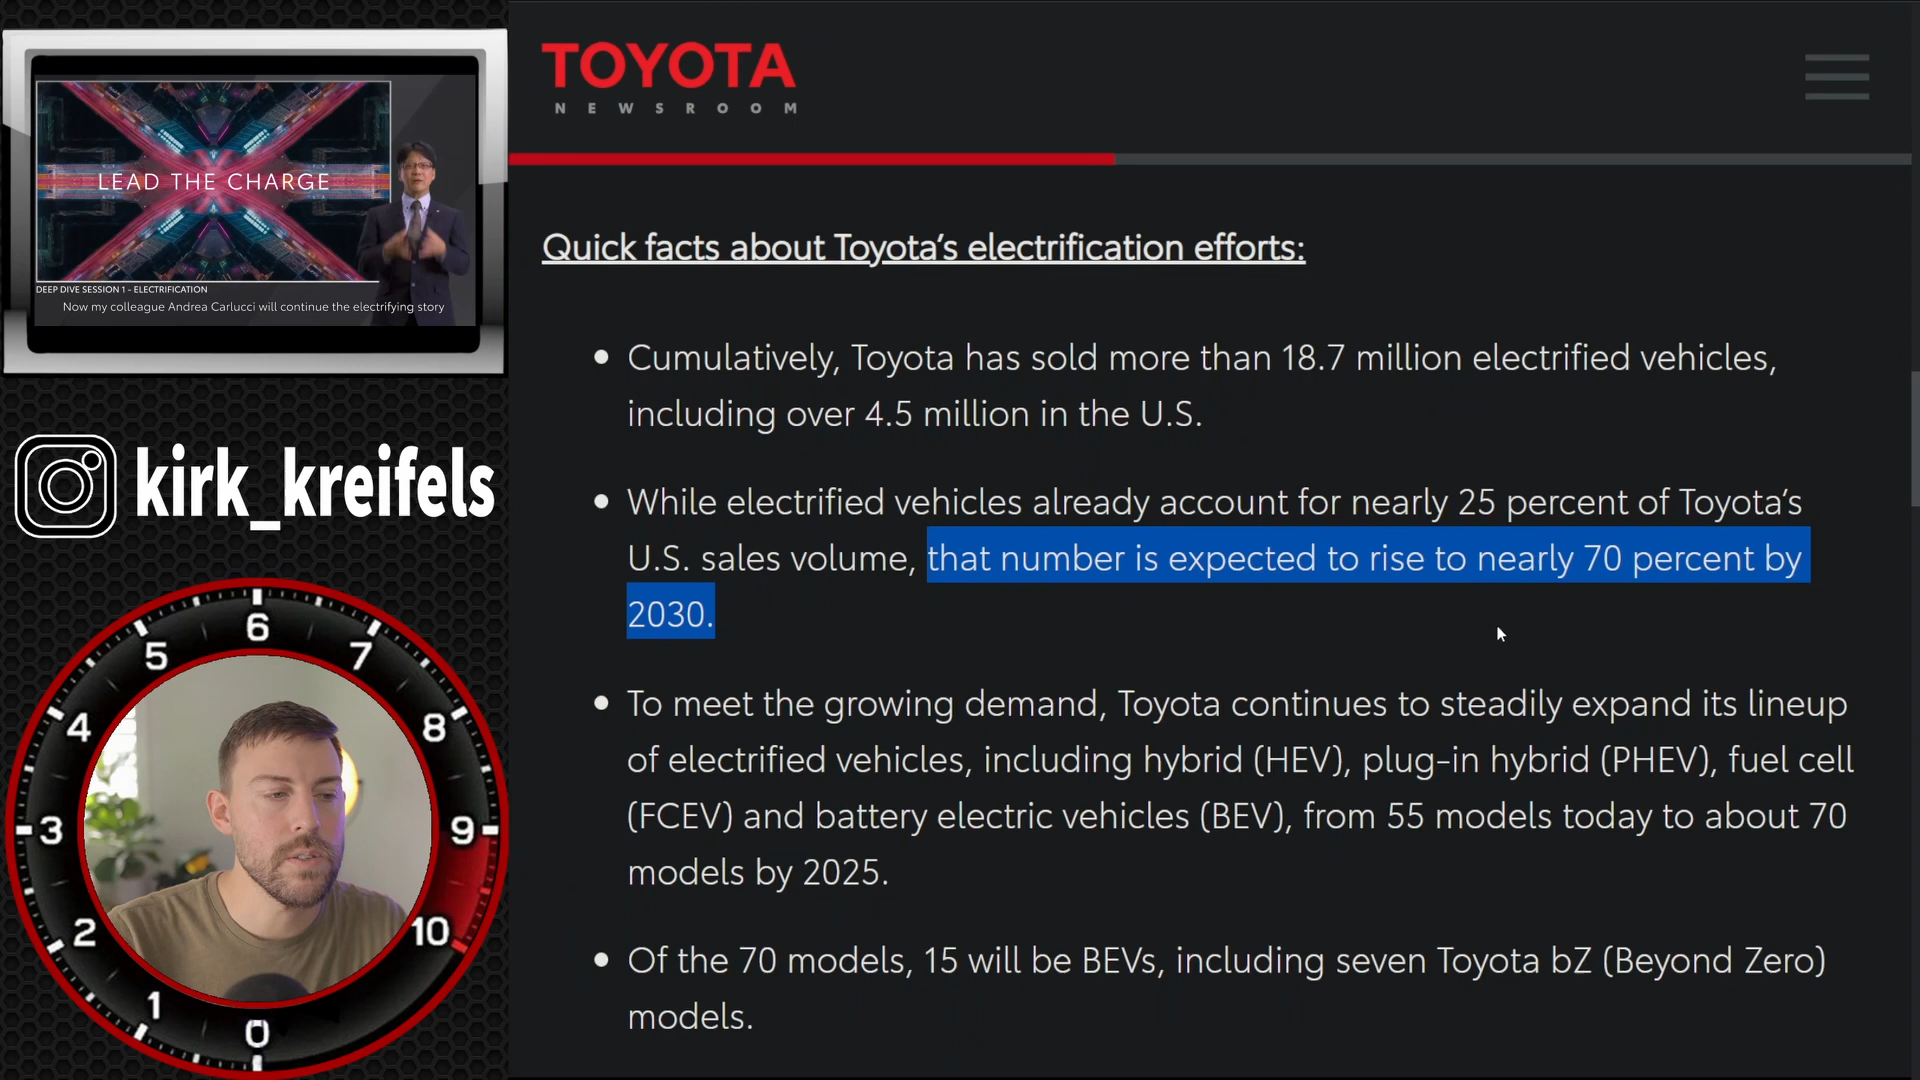 LEAD THE CHARGE
DEEP DIVE SESSION 1 - ELECTRIFICATION
Now my colleague Andrea Carlucci will continue the electrifying story
kirk_kreifels
6
5
7
4
8
3
9
2
10
1
0
TOYOTA
NEWSROOM
Quick facts about Toyota's electrification efforts:
• Cumulatively, Toyota has sold more than 18.7 million electrified vehicles,
including over 4.5 million in the U.S.
• While electrified vehicles already account for nearly 25 percent of Toyota's
U.S. sales volume, that number is expected to rise to nearly 70 percent by
2030.
• To meet the growing demand, Toyota continues to steadily expand its lineup
of electrified vehicles, including hybrid (HEV), plug-in hybrid (PHEV), fuel cell
(FCEV) and battery electric vehicles (BEV), from 55 models today to about 70
models by 2025.
• Of the 70 models, 15 will be BEVs, including seven Toyota bZ (Beyond Zero)
models.